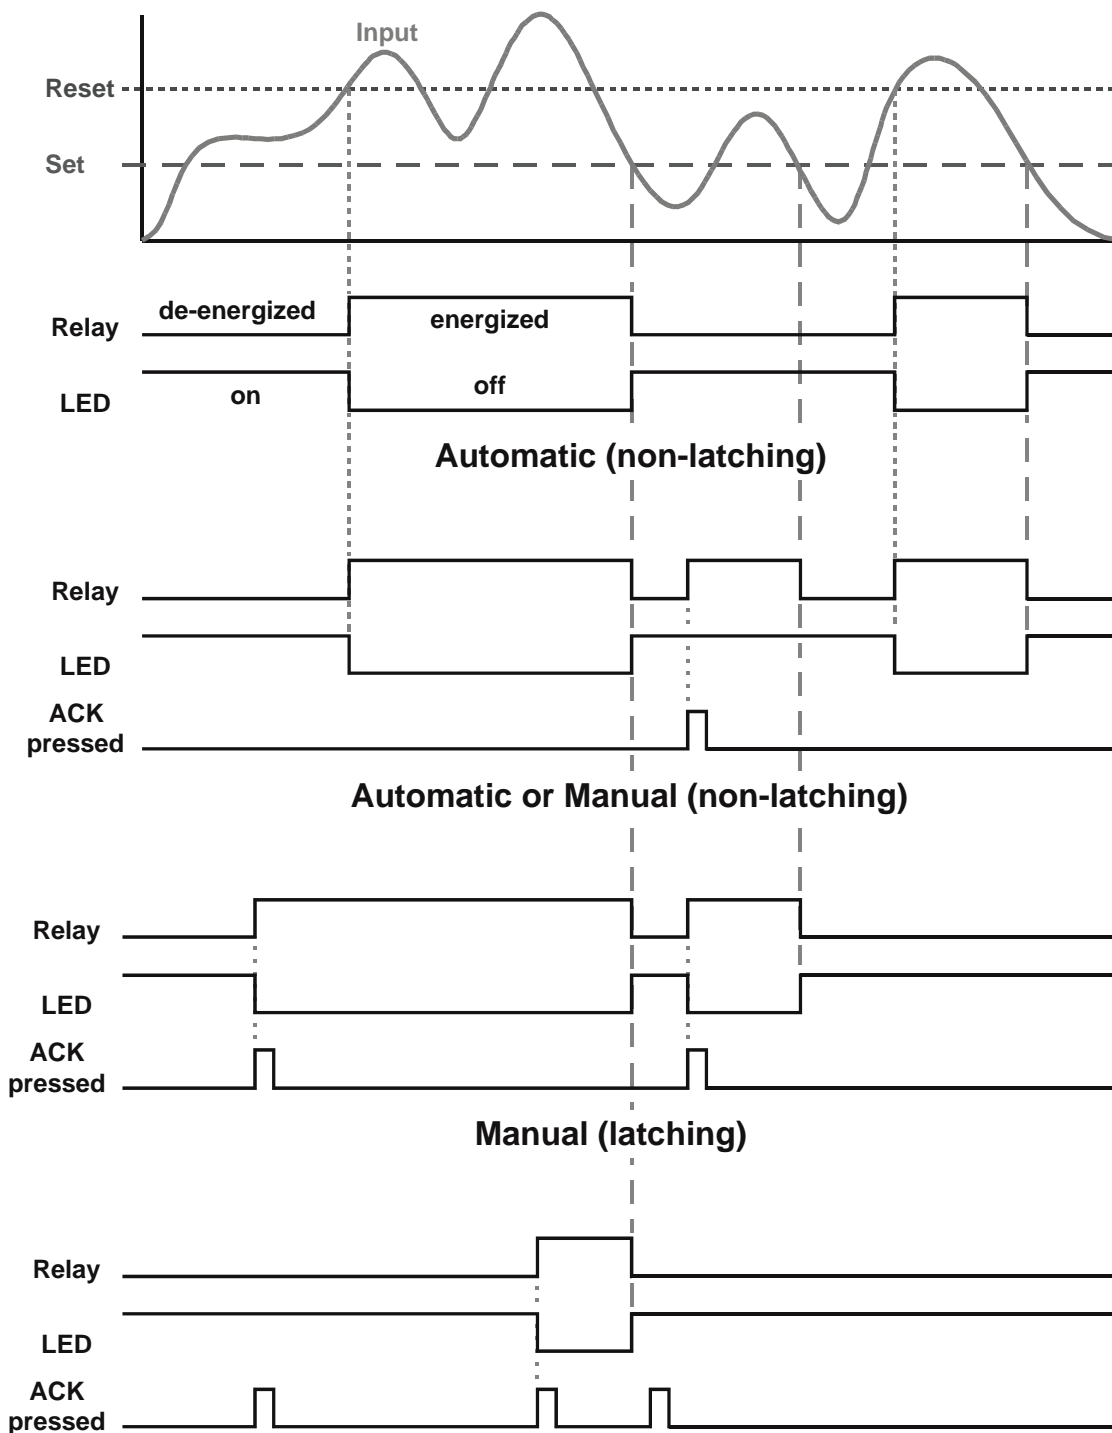 Input
Reset
Set
Relay
de-energized
energized
LED
on
off
Automatic (non-latching)
Relay
LED
ACK
pressed
Automatic or Manual (non-latching)
Relay
LED
ACK
pressed
Manual (latching)
Relay
LED
ACK
pressed